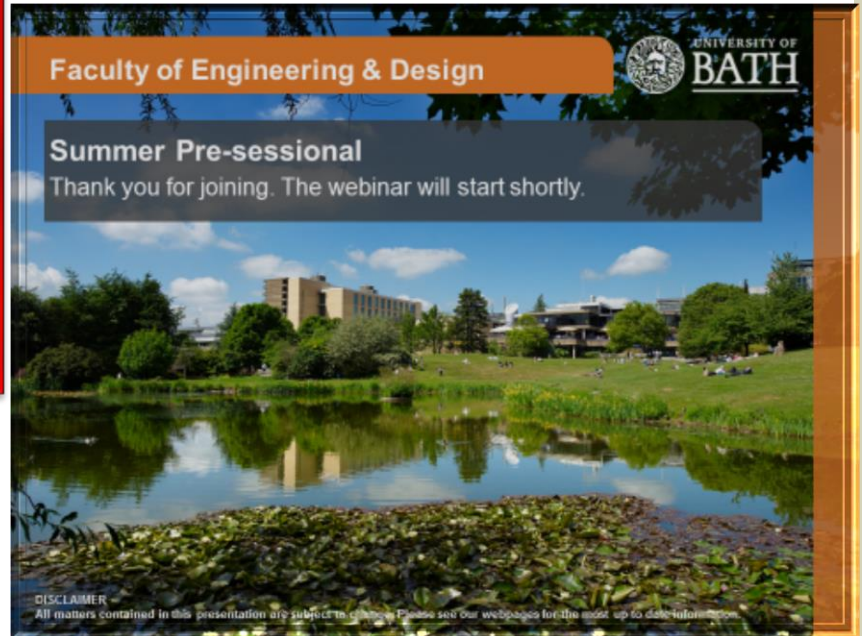 Faculty of Engineering & Design
UNIVERSITY OF
BATH
Summer Pre-sessional
Thank you for joining. The webinar will start shortly.
DISCLAIMER
All matters contained in this presentation are subject to change. Please see our webpages for the most up to date information.